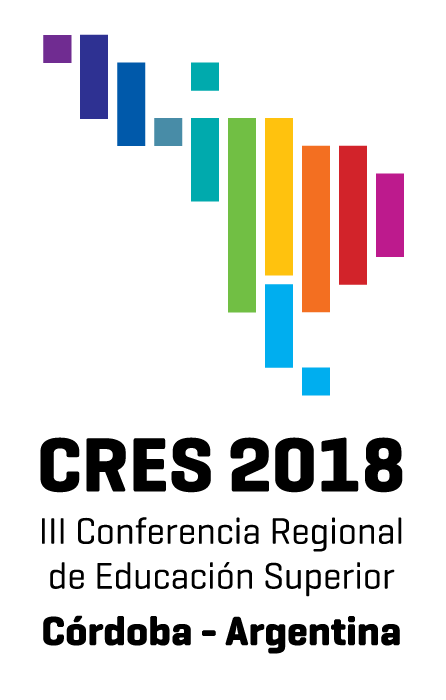 CRES 2018
III Conferencia Regional
de Educación Superior
Córdoba - Argentina